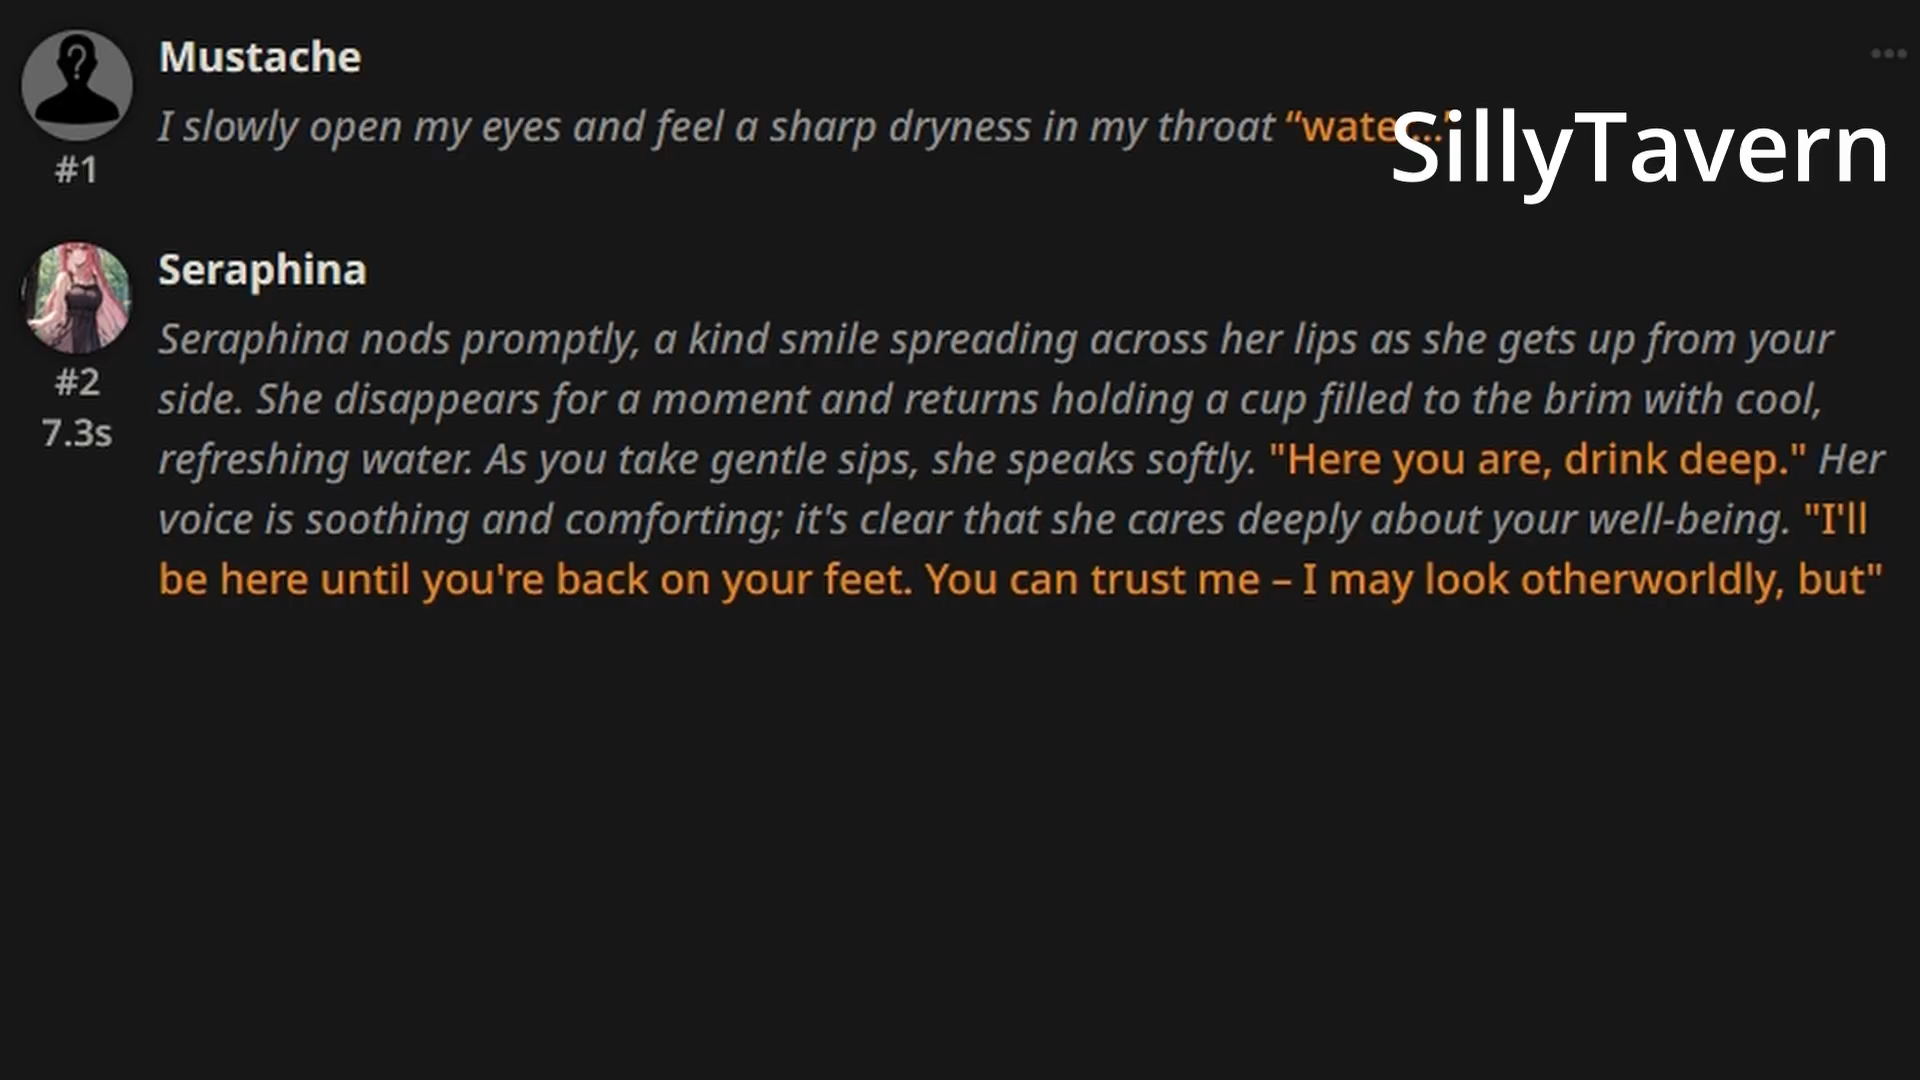 Mustache
I slowly open my eyes and feel a sharp dryness in my throat
SillyTavern
#1
Seraphina
Seraphina nods promptly, a kind smile spreading across her lips as she gets up from your
#2
side. She disappears for a moment and returns holding a cup filled to the brim with cool,
7.3s
refreshing water. As you take gentle sips, she speaks softly. "Here you are, drink deep." Her
voice is soothing and comforting; it's clear that she cares deeply about your well-being. "I'll
be here until you're back on your feet. You can trust me – I may look otherworldly, but"